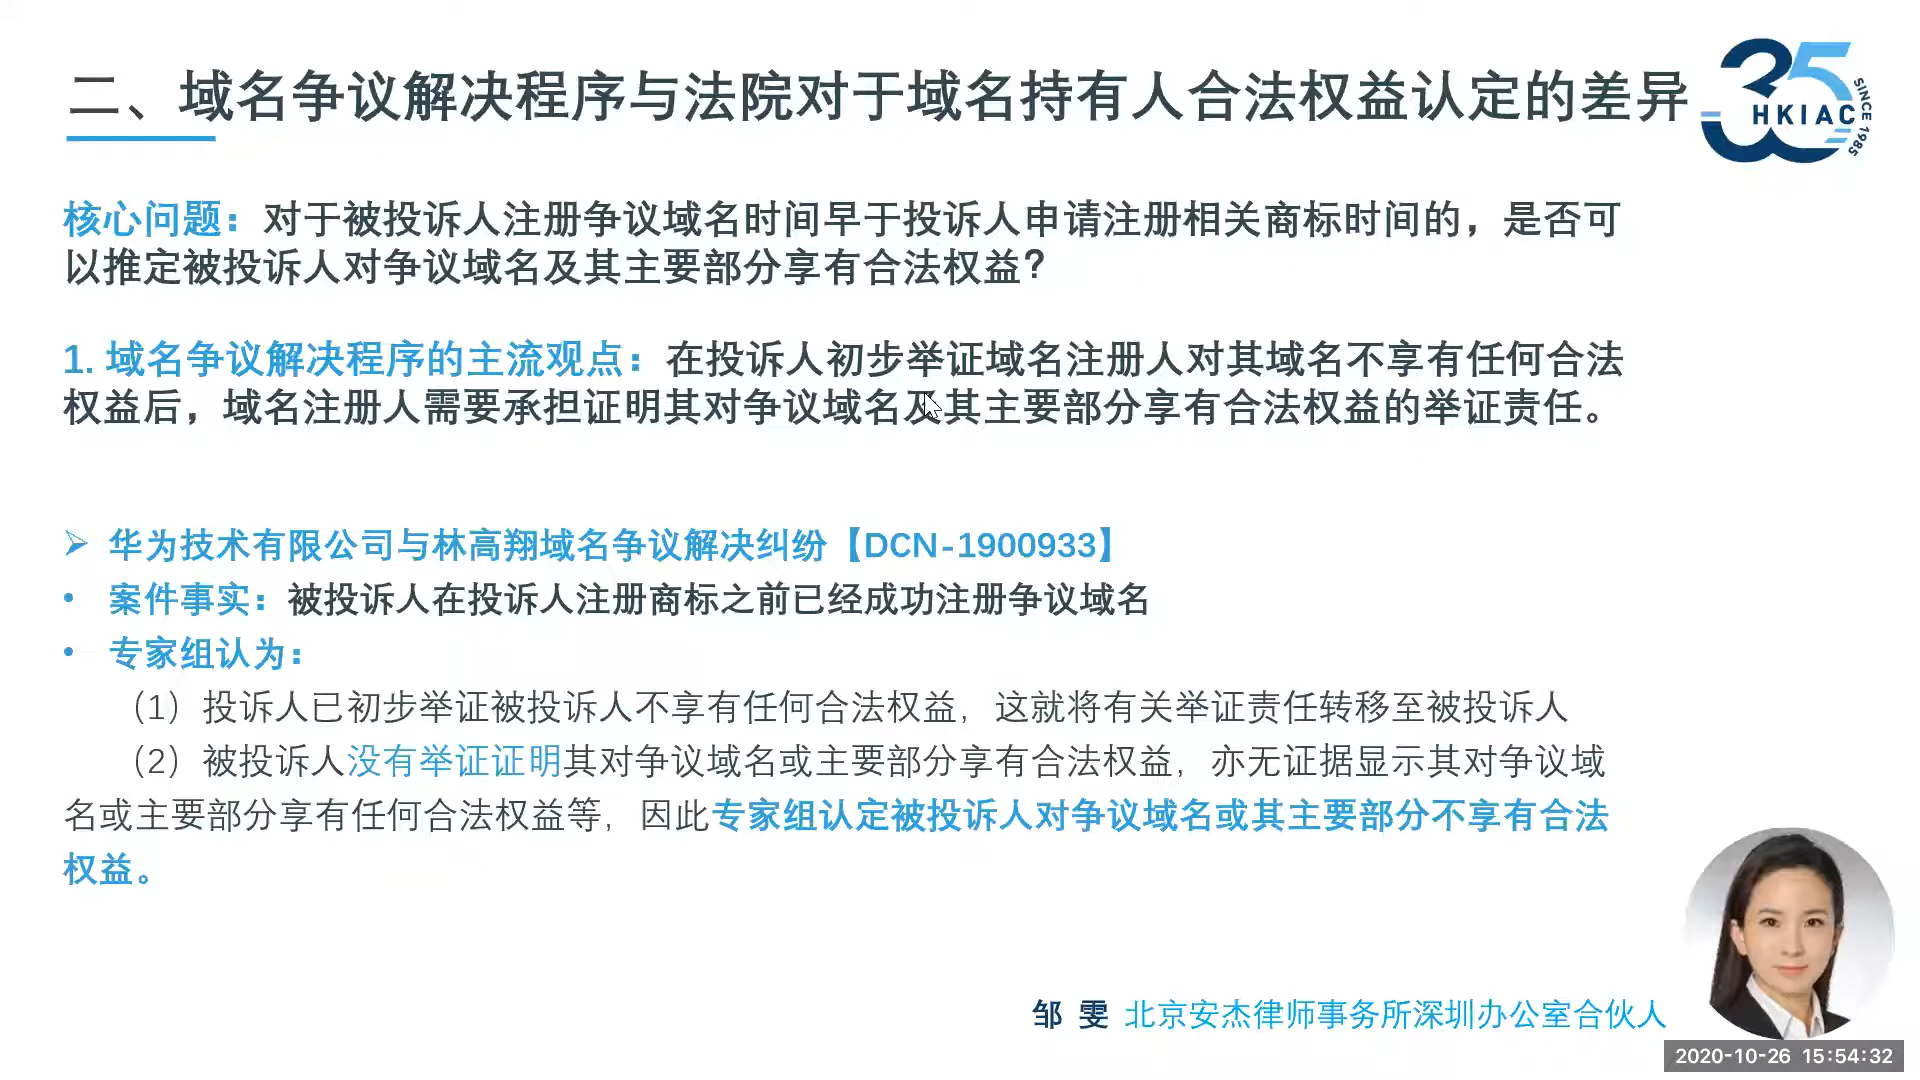 二、域名争议解决程序与法院对于域名持有人合法权益认定的差异
35
HKIAC
SINCE 1985
核心问题：对于被投诉人注册争议域名时间早于投诉人申请注册相关商标时间的，是否可
以推定被投诉人对争议域名及其主要部分享有合法权益？
1. 域名争议解决程序的主流观点：在投诉人初步举证域名注册人对其域名不享有任何合法
权益后，域名注册人需要承担证明其对争议域名及其主要部分享有合法权益的举证责任。
➢ 华为技术有限公司与林高翔域名争议解决纠纷【DCN-1900933】
• 案件事实：被投诉人在投诉人注册商标之前已经成功注册争议域名
• 专家组认为：
（1）投诉人已初步举证被投诉人不享有任何合法权益，这就将有关举证责任转移至被投诉人
（2）被投诉人没有举证证明其对争议域名或主要部分享有合法权益，亦无证据显示其对争议域
名或主要部分享有任何合法权益等，因此专家组认定被投诉人对争议域名或其主要部分不享有合法
权益。
邹 雯 北京安杰律师事务所深圳办公室合伙人
2020-10-26 15:54:32